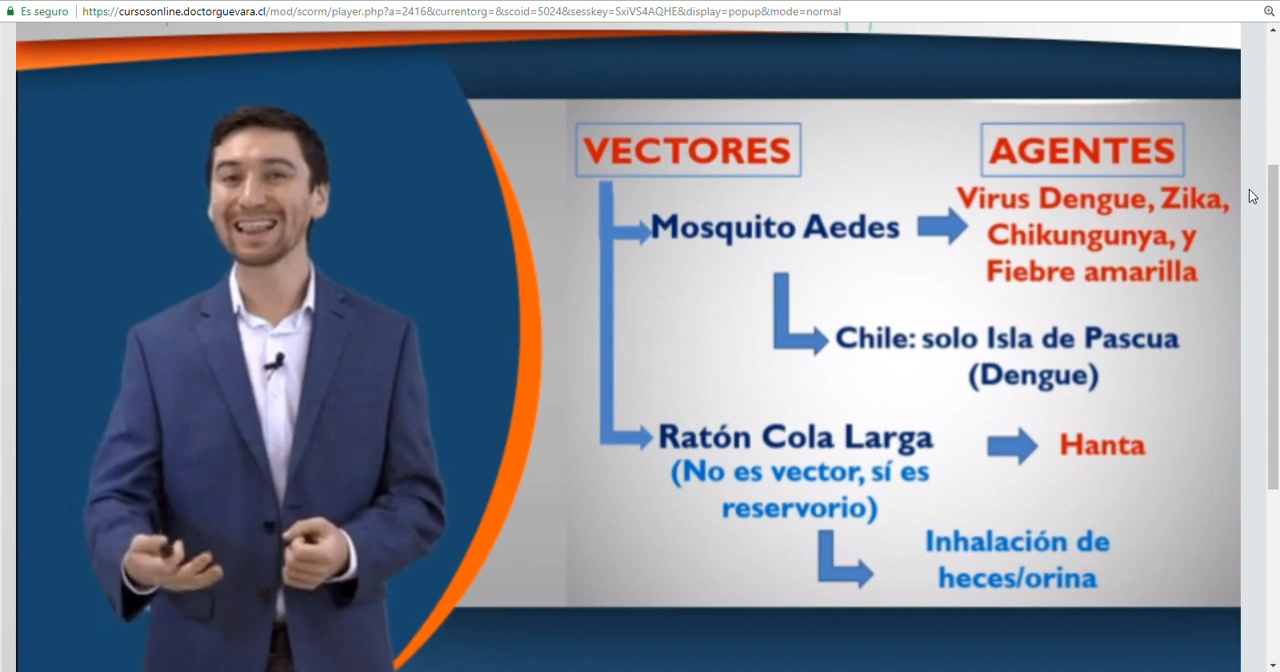 Es seguro
https://cursosonline.doctorguevara.cl/mod/scorm/player.php?a=2416&currentorg=&scoid=5024&sesskey=SxiVS4AQHE&display=popup&mode=normal
VECTORES
AGENTES
Mosquito Aedes
Virus Dengue, Zika,
Chikungunya, y
Fiebre amarilla
Chile: solo Isla de Pascua
(Dengue)
Ratón Cola Larga
Hanta
(No es vector, sí es
reservorio)
Inhalación de
heces/orina